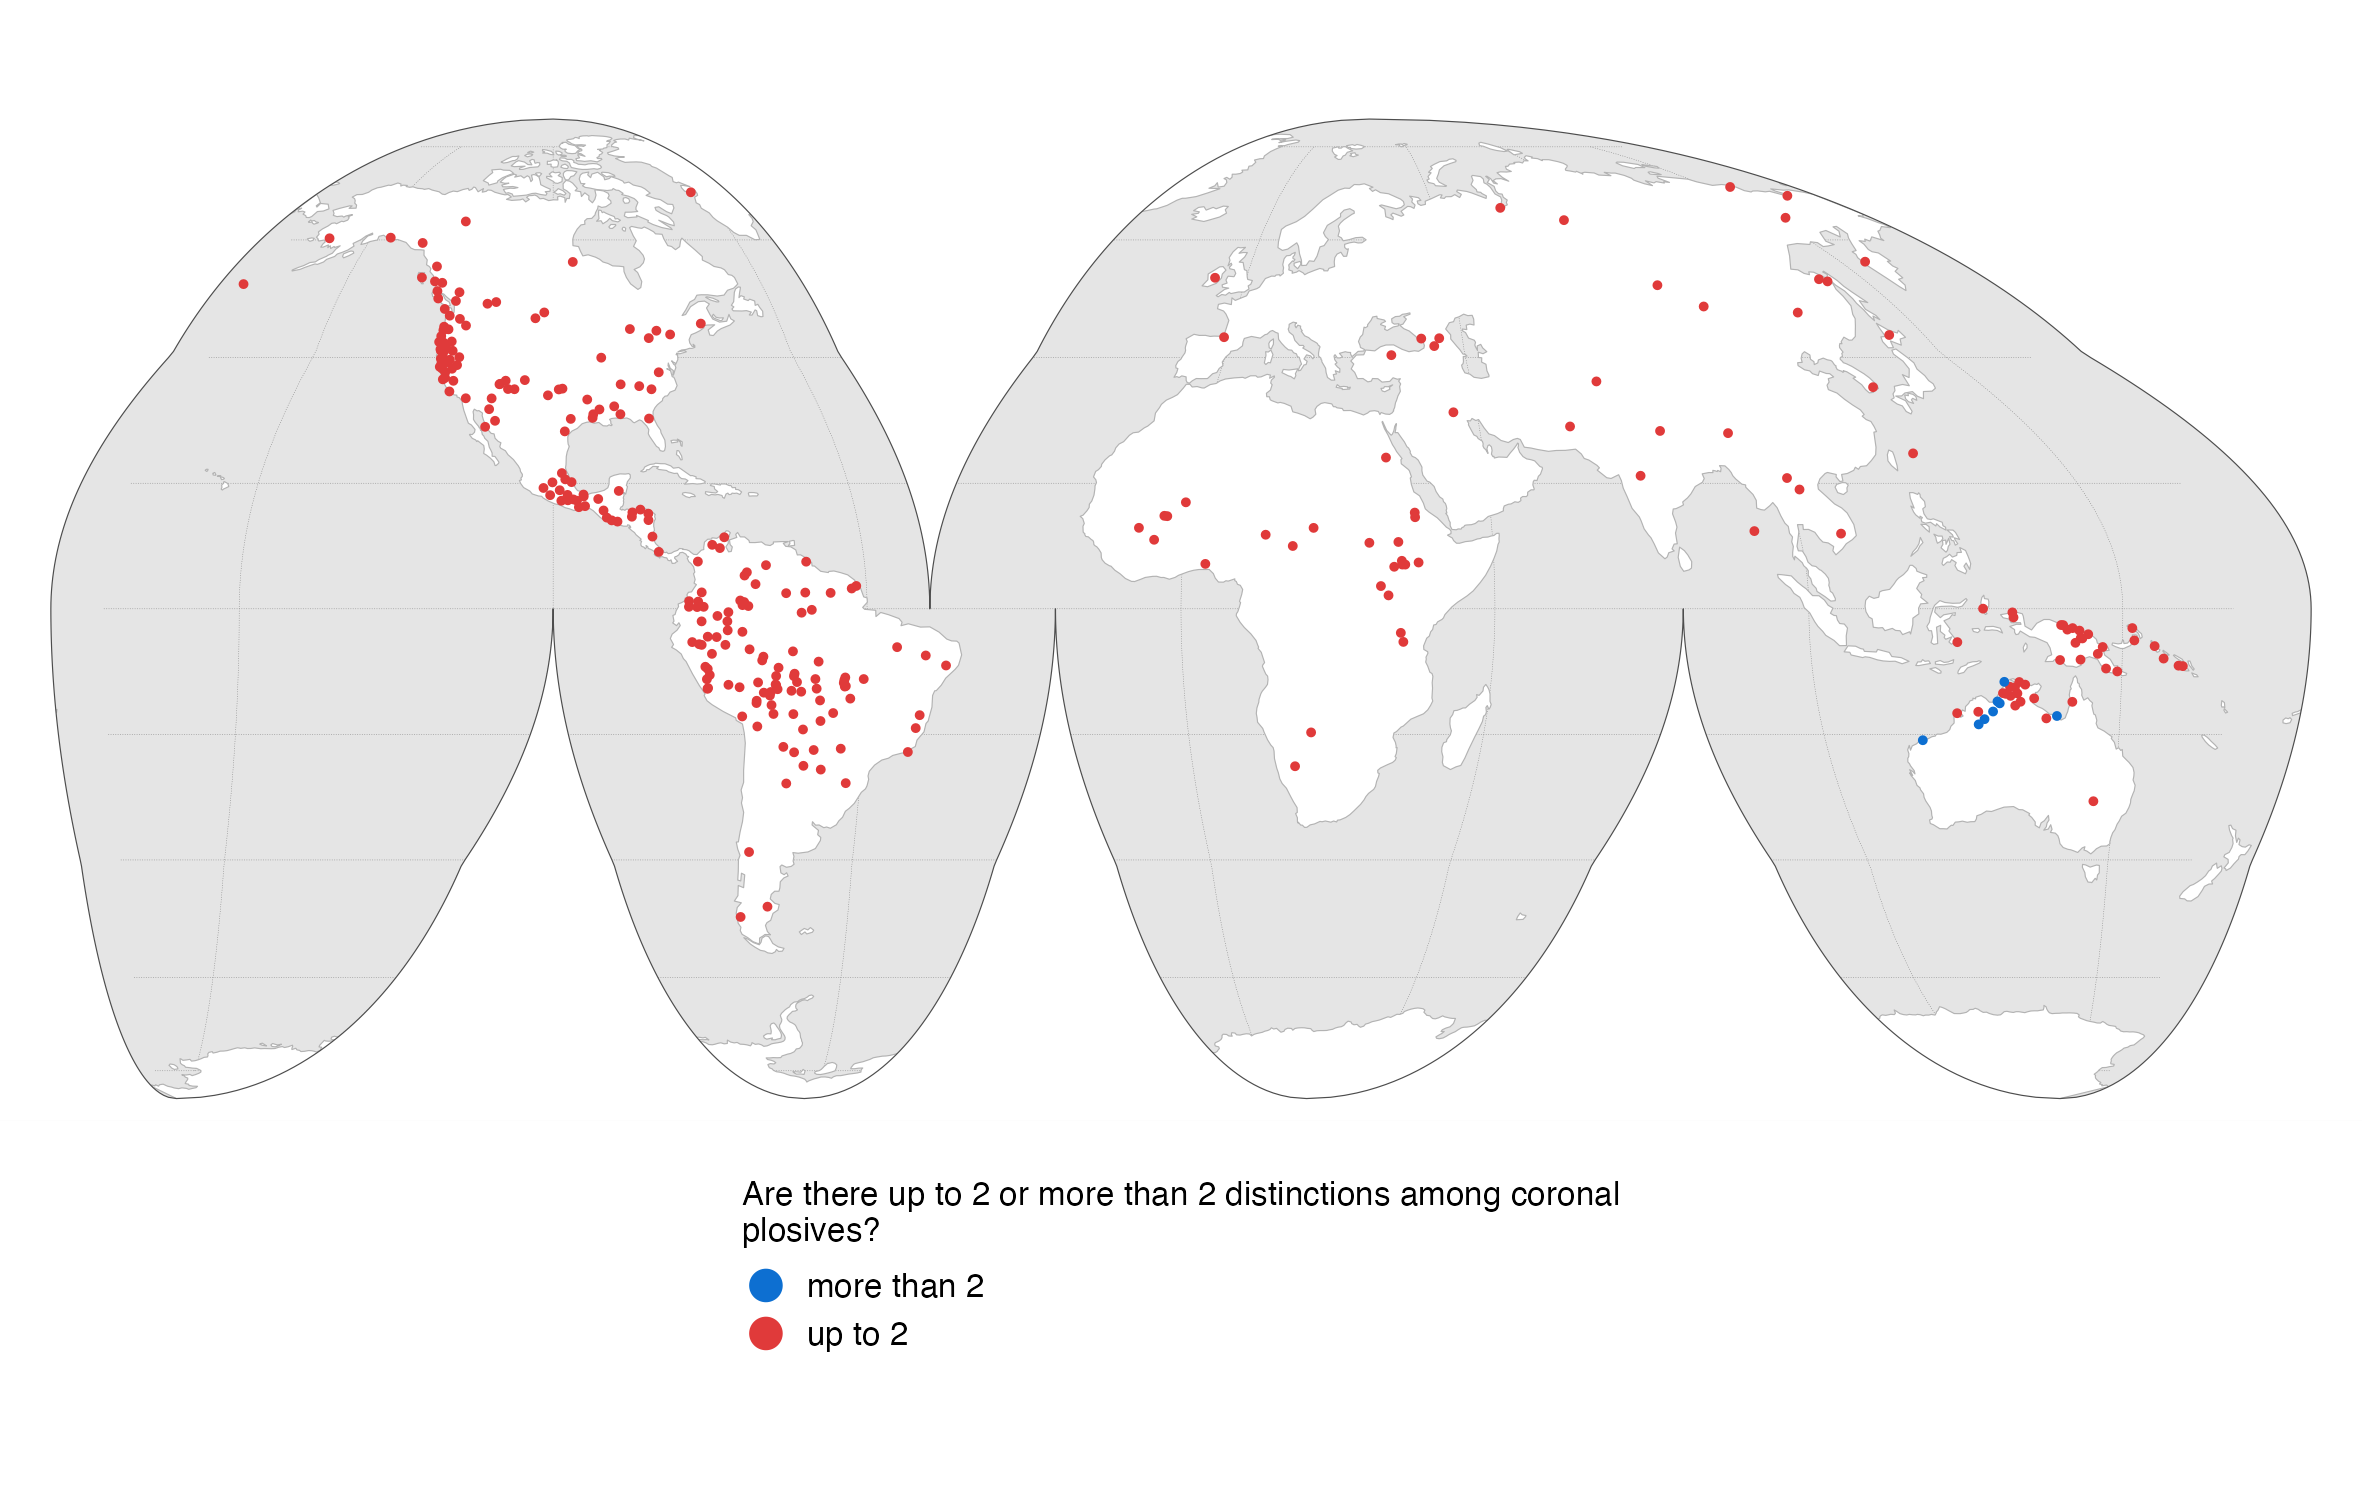 Are there up to 2 or more than 2 distinctions among coronal
plosives?
more than 2
up to 2